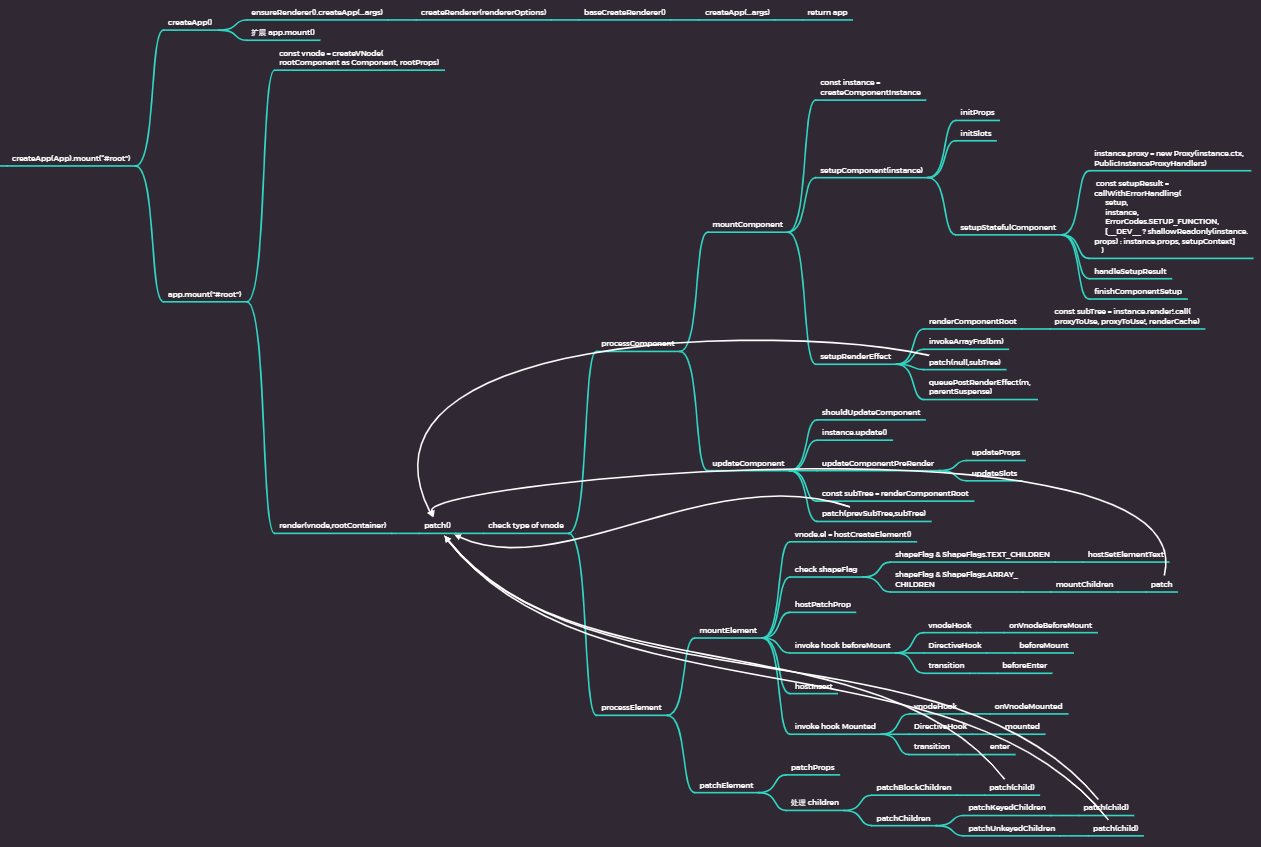 createApp(App).mount("#root")
createApp()
ensureRenderer().createApp(..args)
createRenderer(rendererOptions)
baseCreateRenderer()
createApp(..args)
return app
扩展 app.mount()
app.mount("#root")
const vnode = createVNode(
rootComponent as Component, rootProps)
render(vnode,rootContainer)
patch()
check type of vnode
processComponent
mountComponent
const instance =
createComponentInstance
setupComponent(instance)
initProps
initSlots
setupStatefulComponent
instance.proxy = new Proxy(instance.ctx,
PublicInstanceProxyHandlers)
const setupResult =
callWithErrorHandling(
setup,
instance,
ErrorCodes.SETUP_FUNCTION,
[__DEV__ ? shallowReadonly(instance.
props) : instance.props, setupContext]
)
handleSetupResult
finishComponentSetup
setupRenderEffect
renderComponentRoot
const subTree = instance.render!.call(
proxyToUse, proxyToUse!, renderCache)
invokeArrayFns(bm)
patch(null,subTree)
queuePostRenderEffect(m,
parentSuspense)
updateComponent
shouldUpdateComponent
instance.update()
updateComponentPreRender
updateProps
updateSlots
const subTree = renderComponentRoot
patch(prevSubTree,subTree)
processElement
mountElement
vnode.el = hostCreateElement()
check shapeFlag
shapeFlag & ShapeFlags.TEXT_CHILDREN
hostSetElementText
shapeFlag & ShapeFlags.ARRAY_
CHILDREN
mountChildren
patch
hostPatchProp
invoke hook beforeMount
vnodeHook
onVnodeBeforeMount
DirectiveHook
beforeMount
transition
beforeEnter
hostInsert
invoke hook Mounted
vnodeHook
onVnodeMounted
DirectiveHook
mounted
transition
enter
patchElement
patchProps
处理 children
patchBlockChildren
patch(child)
patchChildren
patchKeyedChildren
patch(child)
patchUnkeyedChildren
patch(child)